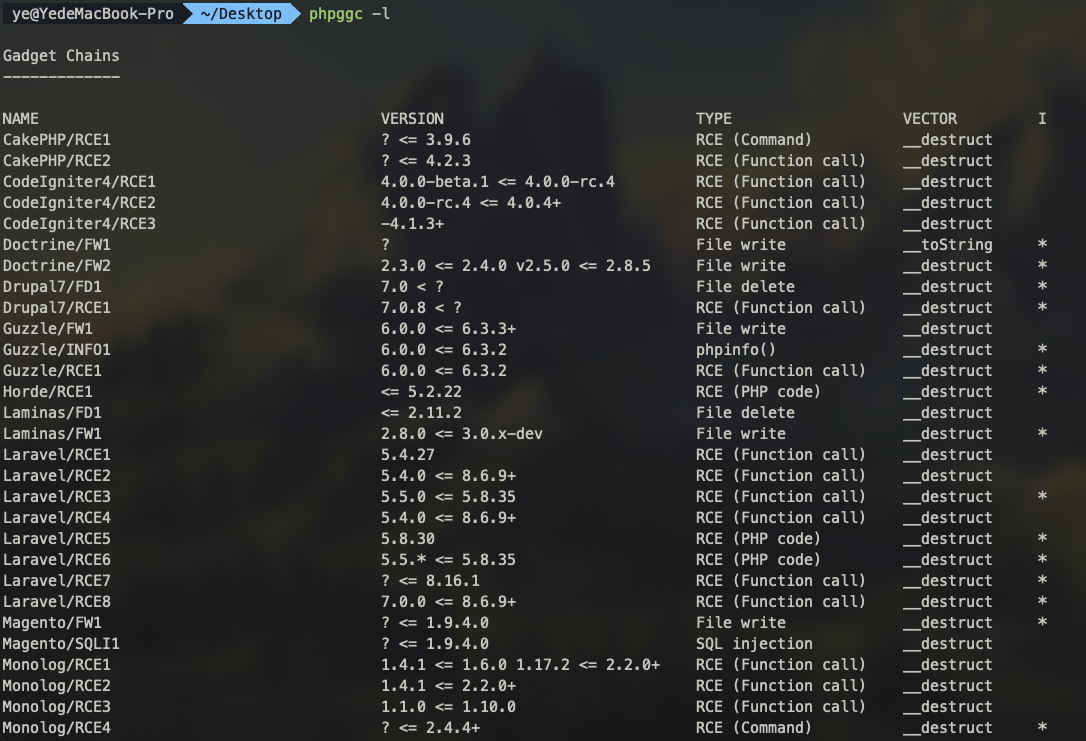 ye@YedeMacBook-Pro ~/Desktop phpggc -l
Gadget Chains
-------------
NAME VERSION TYPE VECTOR I
CakePHP/RCE1 ? <= 3.9.6 RCE (Command) __destruct
CakePHP/RCE2 ? <= 4.2.3 RCE (Function call) __destruct
CodeIgniter4/RCE1 4.0.0-beta.1 <= 4.0.0-rc.4 RCE (Function call) __destruct
CodeIgniter4/RCE2 4.0.0-rc.4 <= 4.0.4+ RCE (Function call) __destruct
CodeIgniter4/RCE3 -4.1.3+ RCE (Function call) __destruct
Doctrine/FW1 ? File write __toString *
Doctrine/FW2 2.3.0 <= 2.4.0 v2.5.0 <= 2.8.5 File write __destruct *
Drupal7/FD1 7.0 < ? File delete __destruct *
Drupal7/RCE1 7.0.8 < ? RCE (Function call) __destruct *
Guzzle/FW1 6.0.0 <= 6.3.3+ File write __destruct
Guzzle/INFO1 6.0.0 <= 6.3.2 phpinfo() __destruct *
Guzzle/RCE1 6.0.0 <= 6.3.2 RCE (Function call) __destruct *
Horde/RCE1 <= 5.2.22 RCE (PHP code) __destruct *
Laminas/FD1 <= 2.11.2 File delete __destruct
Laminas/FW1 2.8.0 <= 3.0.x-dev File write __destruct *
Laravel/RCE1 5.4.27 RCE (Function call) __destruct
Laravel/RCE2 5.4.0 <= 8.6.9+ RCE (Function call) __destruct
Laravel/RCE3 5.5.0 <= 5.8.35 RCE (Function call) __destruct *
Laravel/RCE4 5.4.0 <= 8.6.9+ RCE (Function call) __destruct
Laravel/RCE5 5.8.30 RCE (PHP code) __destruct *
Laravel/RCE6 5.5.* <= 5.8.35 RCE (PHP code) __destruct *
Laravel/RCE7 ? <= 8.16.1 RCE (Function call) __destruct *
Laravel/RCE8 7.0.0 <= 8.6.9+ RCE (Function call) __destruct *
Magento/FW1 ? <= 1.9.4.0 File write __destruct *
Magento/SQLI1 ? <= 1.9.4.0 SQL injection __destruct
Monolog/RCE1 1.4.1 <= 1.6.0 1.17.2 <= 2.2.0+ RCE (Function call) __destruct
Monolog/RCE2 1.4.1 <= 2.2.0+ RCE (Function call) __destruct
Monolog/RCE3 1.1.0 <= 1.10.0 RCE (Function call) __destruct
Monolog/RCE4 ? <= 2.4.4+ RCE (Command) __destruct *